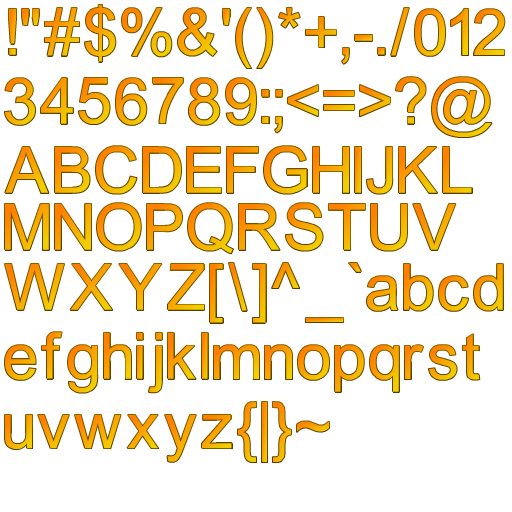 !"#$%&'()*+,-./012
3456789:;<=>?@
ABCDEFGHIJKL
MNOPQRSTUV
WXYZ[\]^_`abcd
efghijklmnopqrst
uvwxyz{|}~